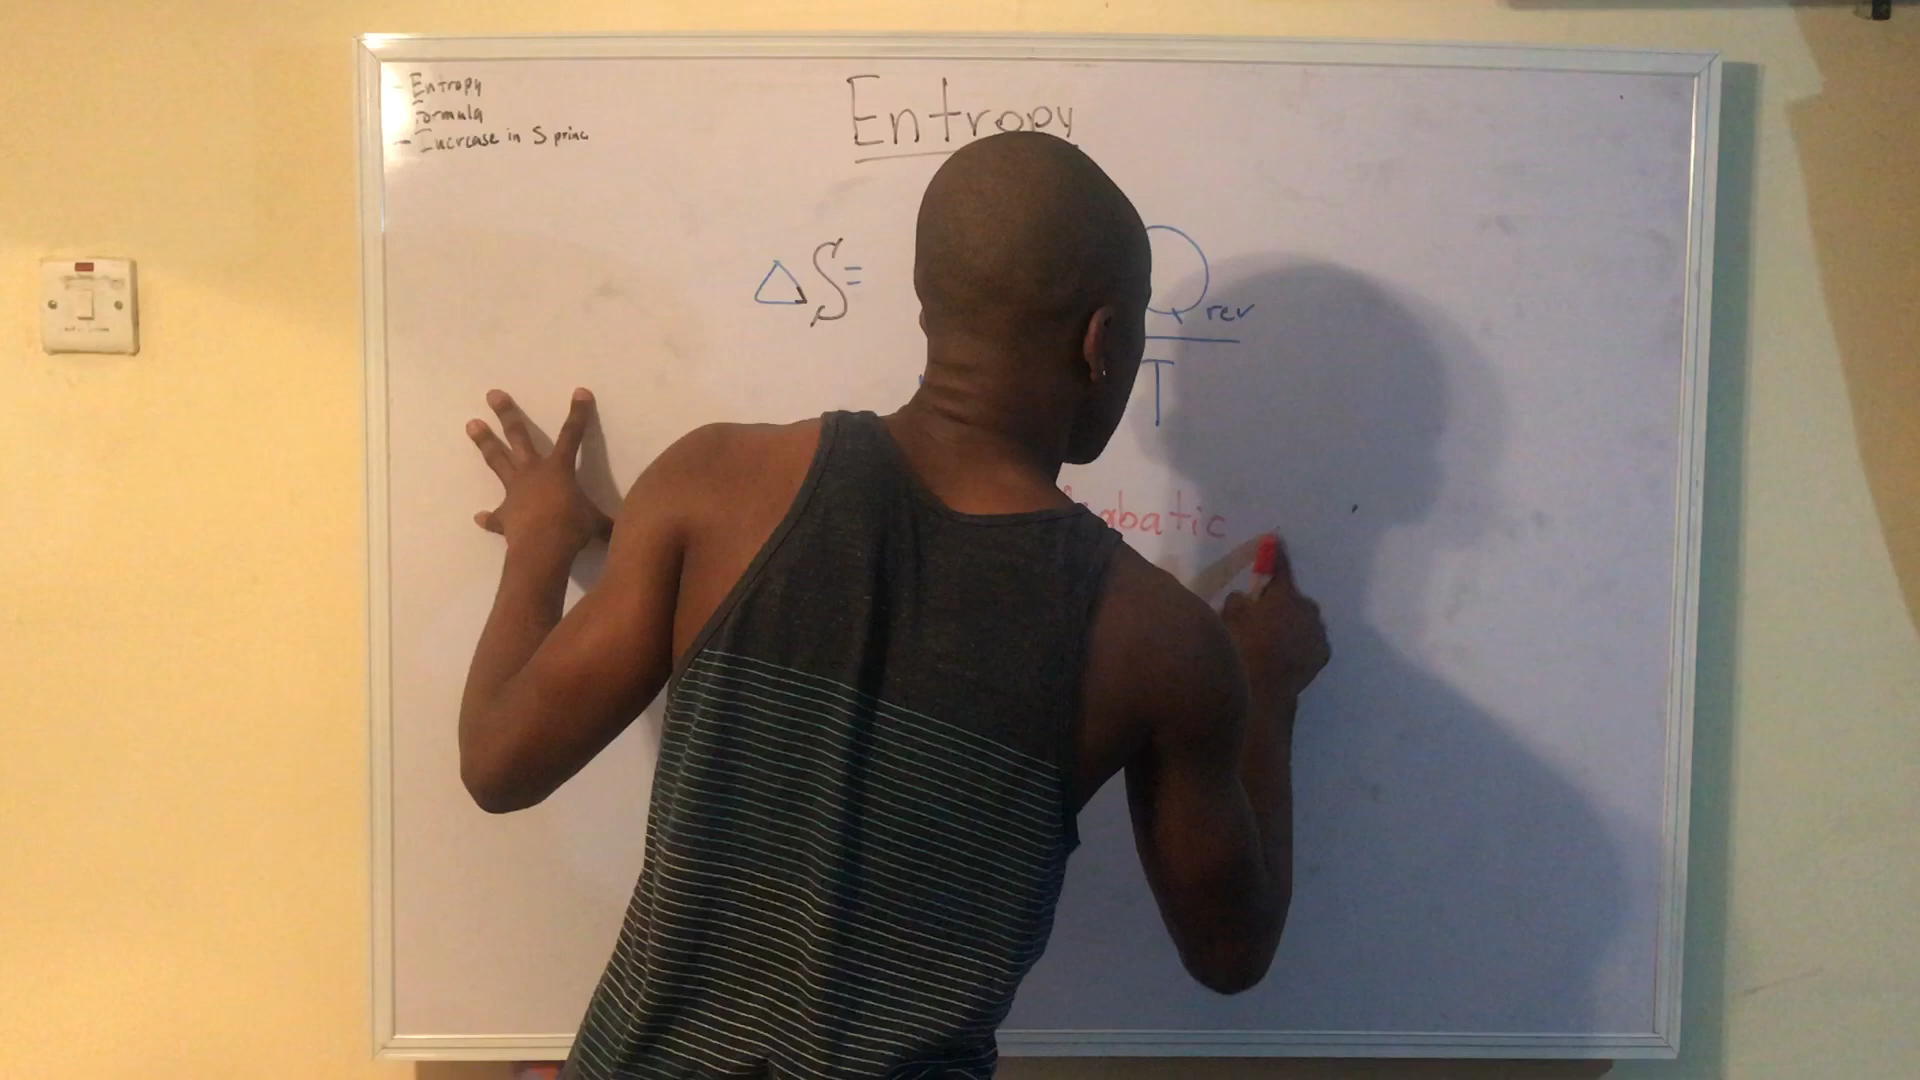 - Entropy
Formula
- Increase in S princ
Entropy
ΔS=
Qrev
T